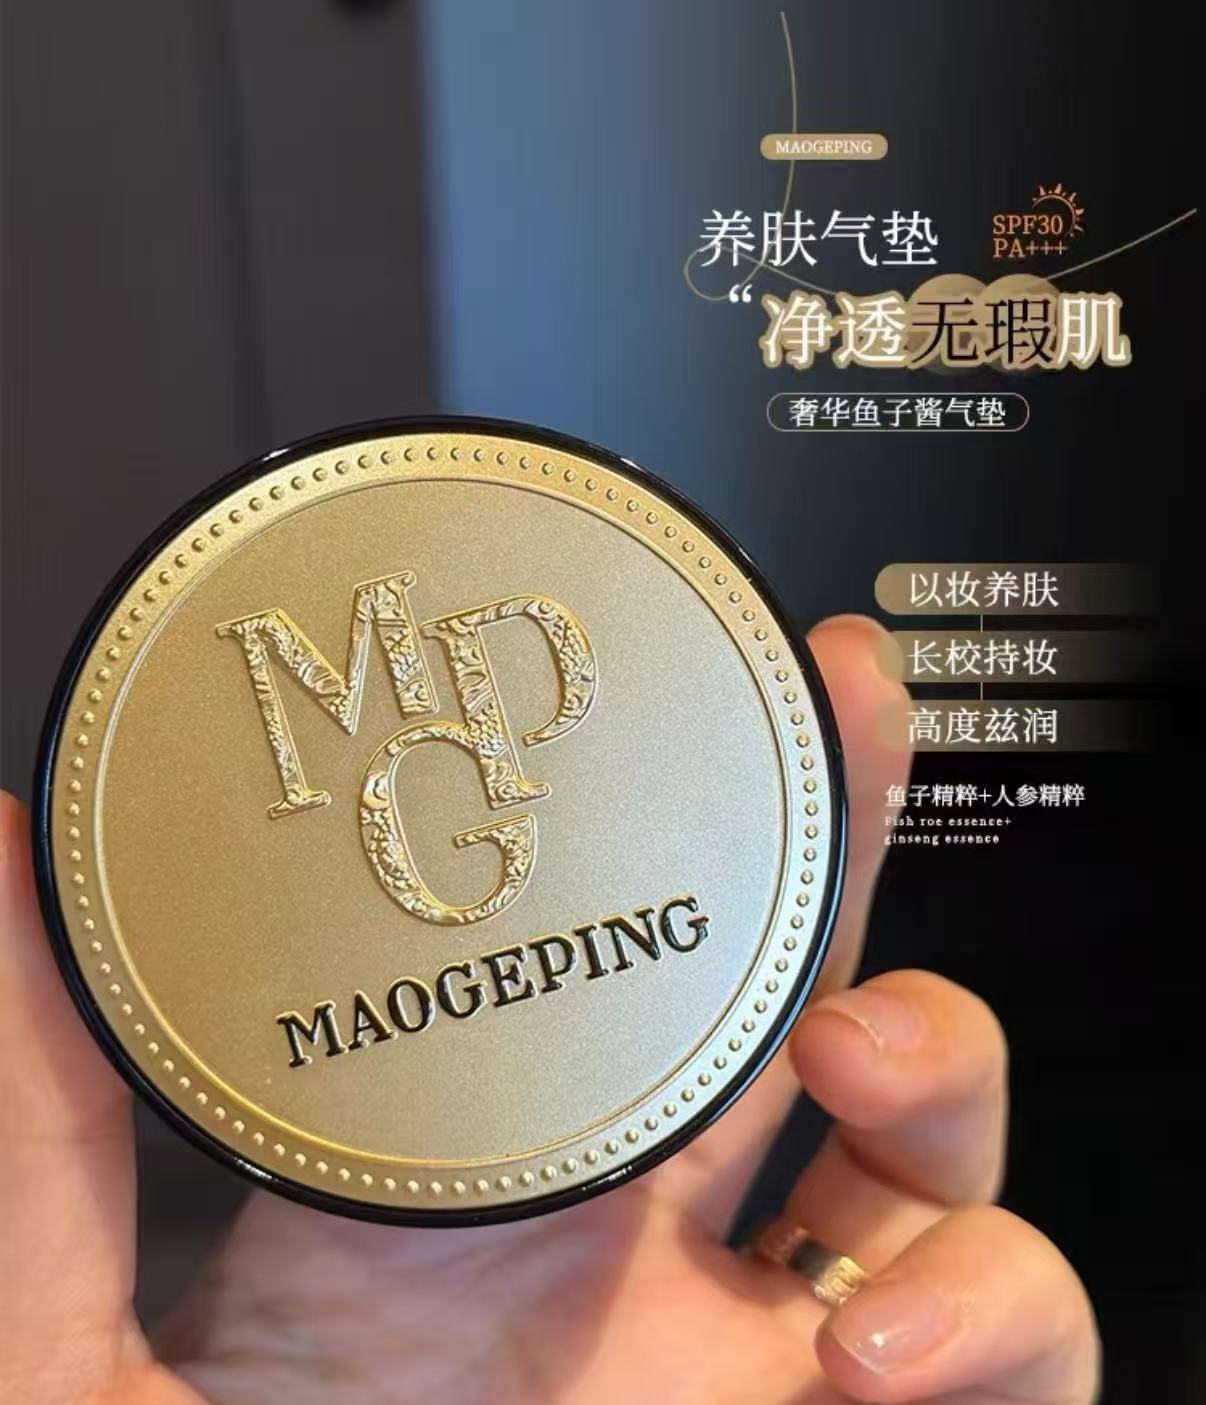 MAOGEPING
养肤气垫
SPF30
PA+++
“净透无瑕肌
奢华鱼子酱气垫
以妆养肤
长校持妆
高度兹润
鱼子精粹+人参精粹
Fish roe essence+
ginseng essence
MGP
MAOGEPING